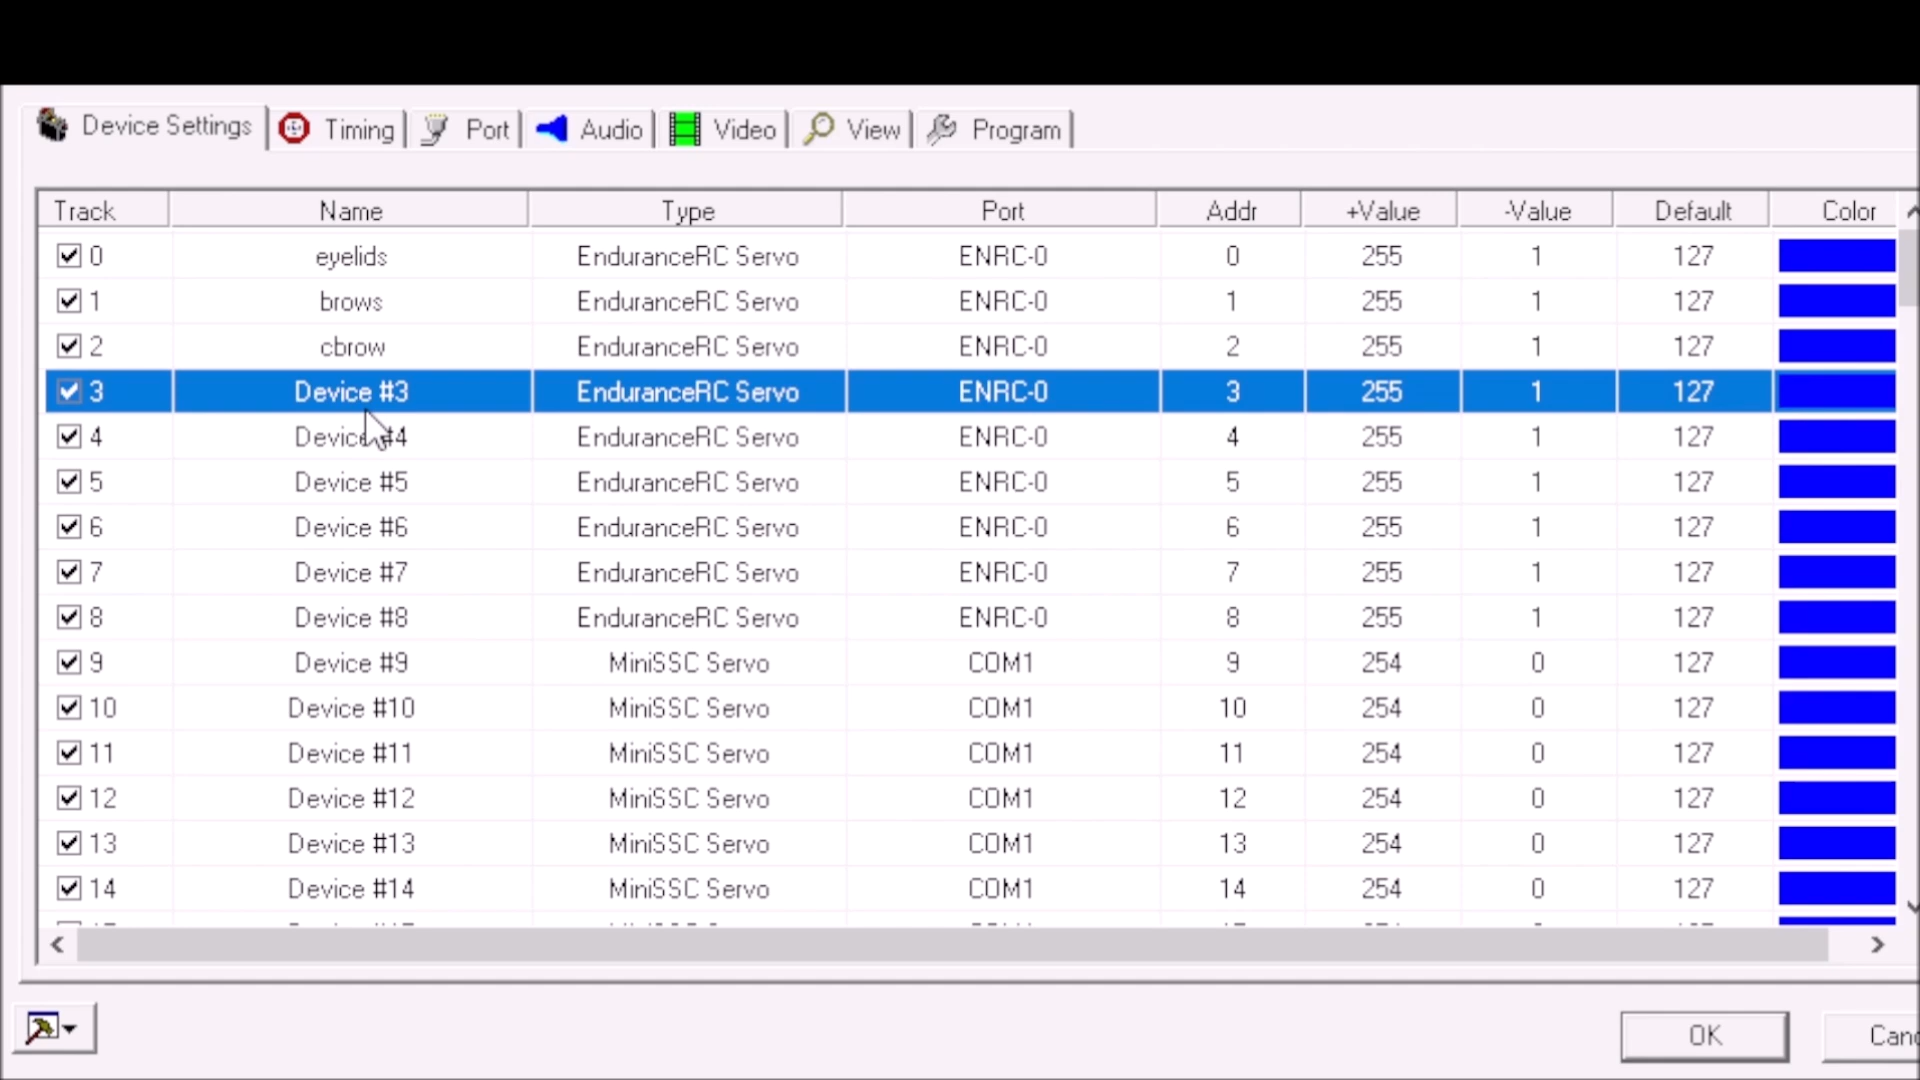 Device Settings Timing Port Audio Video View Program
Track Name Type Port Addr +Value -Value Default Color
0 eyelids EnduranceRC Servo ENRC-0 0 255 1 127
1 brows EnduranceRC Servo ENRC-0 1 255 1 127
2 cbrow EnduranceRC Servo ENRC-0 2 255 1 127
3 Device #3 EnduranceRC Servo ENRC-0 3 255 1 127
4 Device #4 EnduranceRC Servo ENRC-0 4 255 1 127
5 Device #5 EnduranceRC Servo ENRC-0 5 255 1 127
6 Device #6 EnduranceRC Servo ENRC-0 6 255 1 127
7 Device #7 EnduranceRC Servo ENRC-0 7 255 1 127
8 Device #8 EnduranceRC Servo ENRC-0 8 255 1 127
9 Device #9 MiniSSC Servo COM1 9 254 0 127
10 Device #10 MiniSSC Servo COM1 10 254 0 127
11 Device #11 MiniSSC Servo COM1 11 254 0 127
12 Device #12 MiniSSC Servo COM1 12 254 0 127
13 Device #13 MiniSSC Servo COM1 13 254 0 127
14 Device #14 MiniSSC Servo COM1 14 254 0 127
OK Canc